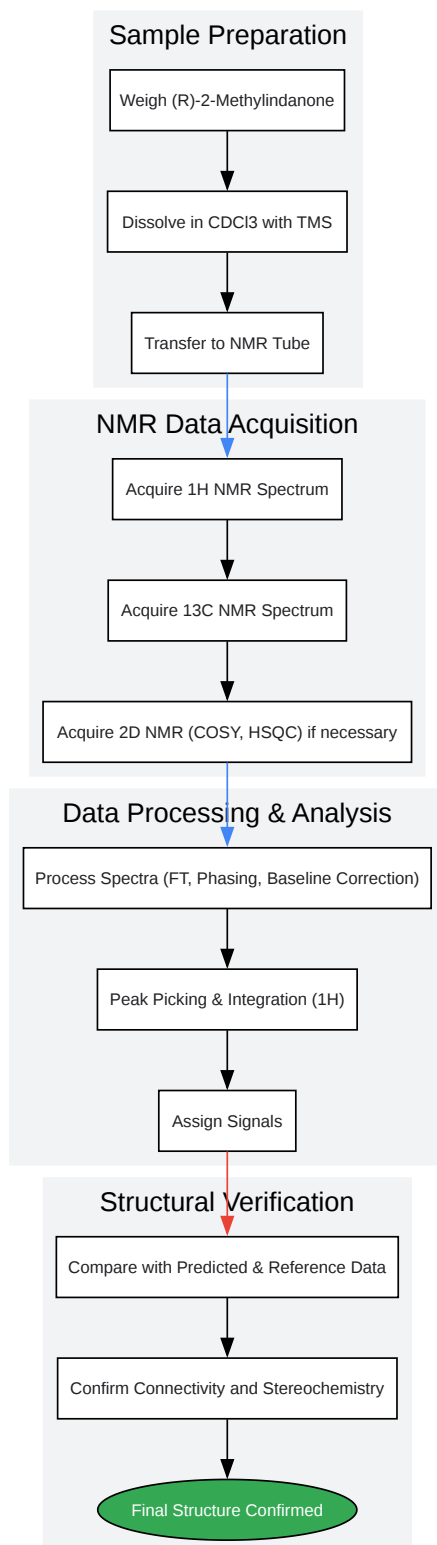 Sample Preparation
Weigh (R)-2-Methylindanone
Dissolve in CDCl3 with TMS
Transfer to NMR Tube
NMR Data Acquisition
Acquire 1H NMR Spectrum
Acquire 13C NMR Spectrum
Acquire 2D NMR (COSY, HSQC) if necessary
Data Processing & Analysis
Process Spectra (FT, Phasing, Baseline Correction)
Peak Picking & Integration (1H)
Assign Signals
Structural Verification
Compare with Predicted & Reference Data
Confirm Connectivity and Stereochemistry
Final Structure Confirmed